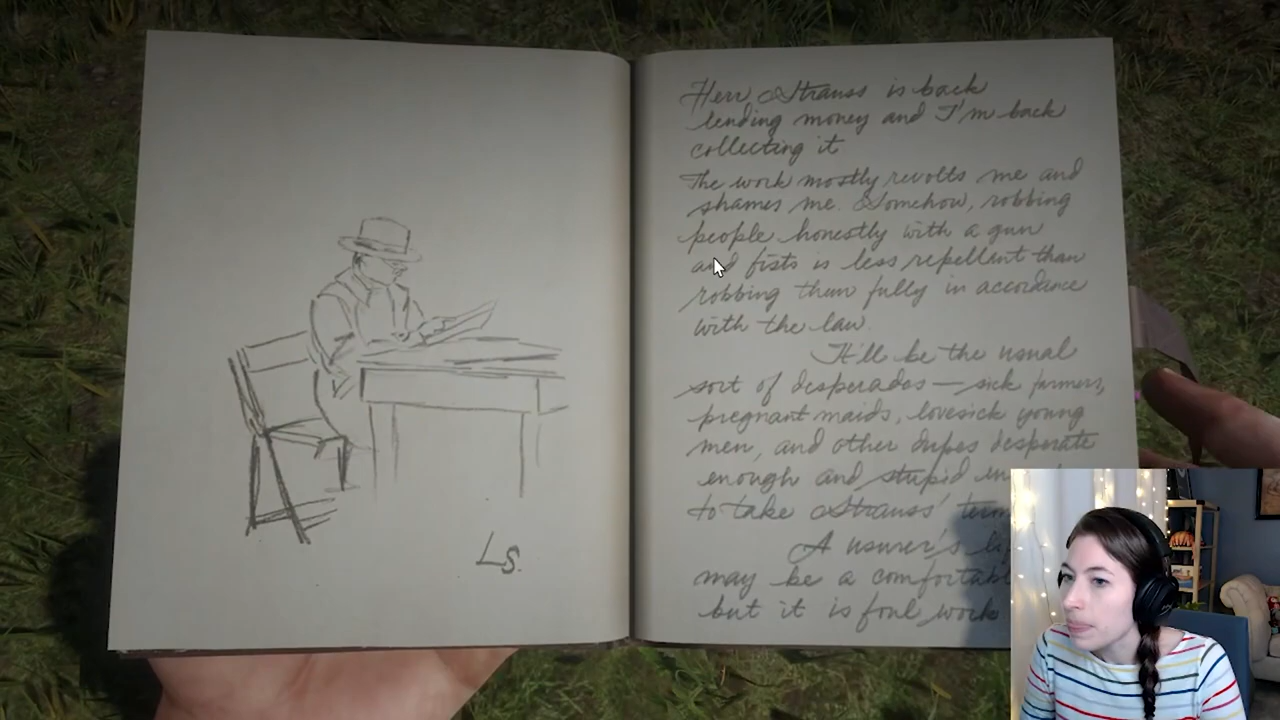 LS.
Herr Strauss is back
lending money and I'm back
collecting it
The work mostly revolts me and
shames me. Somehow, robbing
people honestly with a gun
and fists is less repellent than
robbing them fully in accordance
with the law.
It'll be the usual
sort of desperados — sick farmers,
pregnant maids, lovesick young
men, and other dupes desperate
enough and stupid
to take Strauss'
A usurer's
may be a
but it is foul work